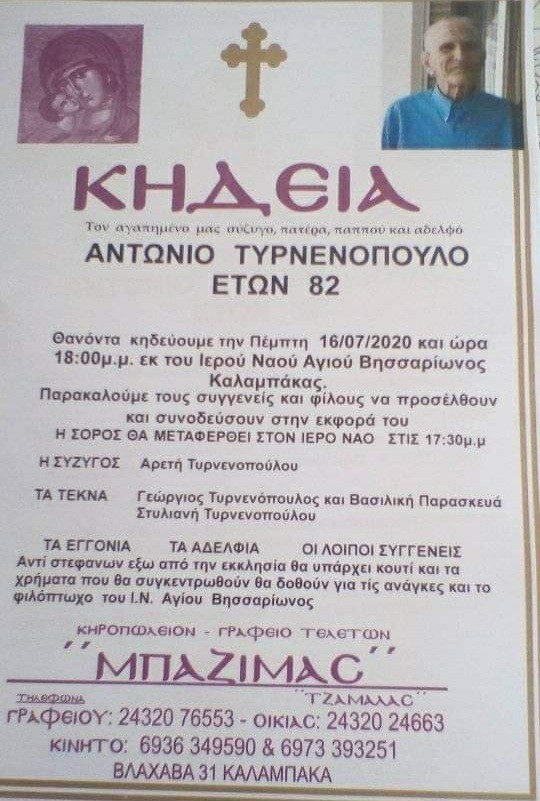 ΚΗΔΕΙΑ
Τον αγαπημένο μας σύζυγο, πατέρα, παππού και αδελφό
ΑΝΤΩΝΙΟ ΤΥΡΝΕΝΟΠΟΥΛΟ
ΕΤΩΝ 82
Θανόντα κηδεύουμε την Πέμπτη 16/07/2020 και ώρα
18:00μ.μ. εκ του Ιερού Ναού Αγιού Βησσαρίωνος
Καλαμπάκας.
Παρακαλούμε τους συγγενείς και φίλους να προσέλθουν
και συνοδεύσουν στην εκφορά του
Η ΣΟΡΟΣ ΘΑ ΜΕΤΑΦΕΡΘΕΙ ΣΤΟΝ ΙΕΡΟ ΝΑΟ ΣΤΙΣ 17:30μ.μ
Η ΣΥΖΥΓΟΣ Αρετή Τυρνενοπούλου
ΤΑ ΤΕΚΝΑ Γεώργιος Τυρνενόπουλος και Βασιλική Παρασκευά
Στυλιανή Τυρνενοπούλου
ΤΑ ΕΓΓΟΝΙΑ ΤΑ ΑΔΕΛΦΙΑ ΟΙ ΛΟΙΠΟΙ ΣΥΓΓΕΝΕΙΣ
Αντί στεφανων εξω από την εκκλησία θα υπάρχει κουτί και τα
χρήματα που θα συγκεντρωθούν θα δοθούν για τίς ανάγκες και το
φιλόπτωχο του Ι.Ν. Αγίου Βησσαρίωνος
ΚΗΡΟΠΩΛΕΙΟΝ - ΓΡΑΦΕΙΟ ΤΕΛΕΤΩΝ
΄΄ΜΠΑΖΙΜΑΣ΄΄
΄΄ΤΖΑΜΑΛΑΣ΄΄
ΤΗΛΕΦΩΝΑ
ΓΡΑΦΕΙΟΥ: 24320 76553 - ΟΙΚΙΑΣ: 24320 24663
ΚΙΝΗΤΟ: 6936 349590 & 6973 393251
ΒΛΑΧΑΒΑ 31 ΚΑΛΑΜΠΑΚΑ